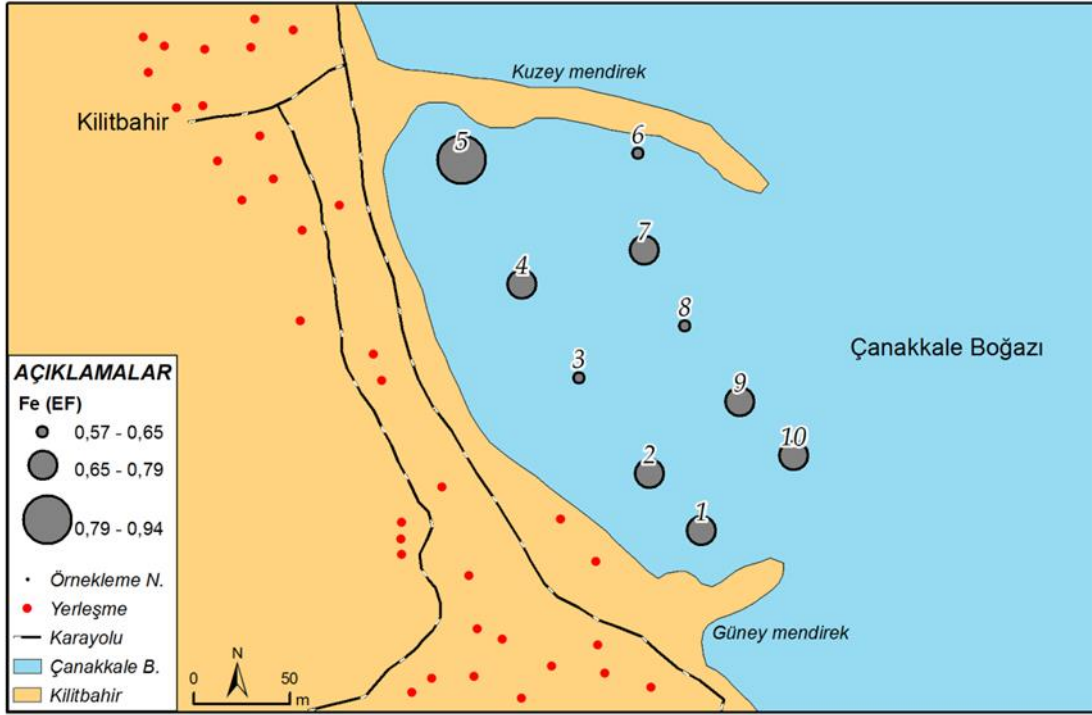 Kuzey mendirek
Kilitbahir
5
6
7
4
8
Çanakkale Boğazı
3
9
10
2
1
AÇIKLAMALAR
Fe (EF)
0,57 - 0,65
0,65 - 0,79
0,79 - 0,94
Örnekleme N.
Yerleşme
Karayolu
Çanakkale B.
Kilitbahir
N
0 50
m
Güney mendirek